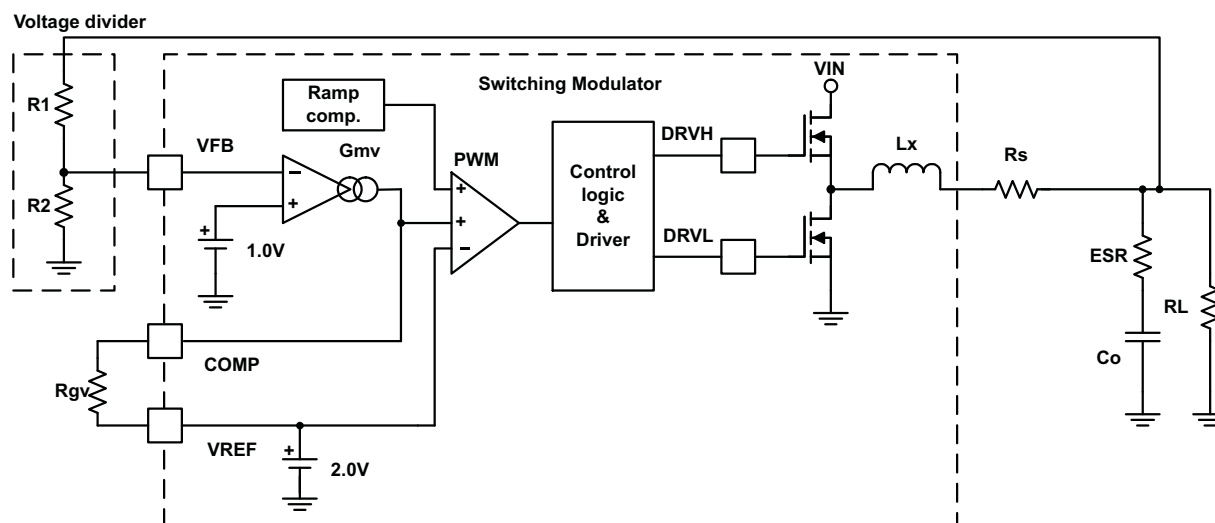 Voltage divider
Switching Modulator
VIN
Ramp
comp.
R1
VFB
Gmv
PWM
DRVH
Lx
Rs
Control
logic
&
Driver
R2
DRVL
1.0V
ESR
RL
COMP
Co
Rgv
VREF
2.0V